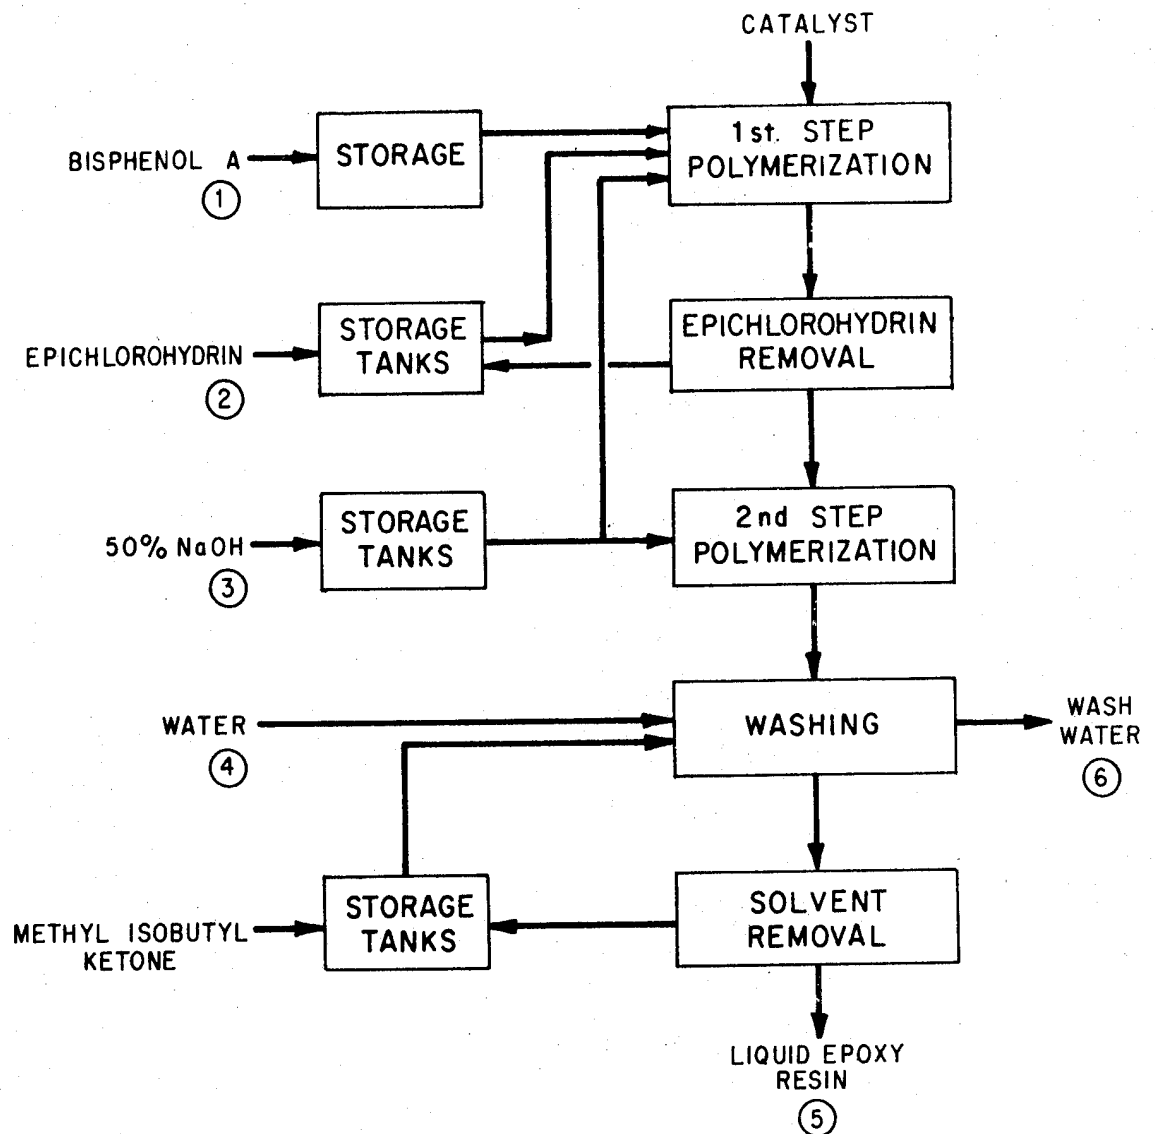 CATALYST
1st. STEP
POLYMERIZATION
STORAGE
BISPHENOL A
1
EPICHLOROHYDRIN
REMOVAL
STORAGE
TANKS
EPICHLOROHYDRIN
2
2nd STEP
POLYMERIZATION
STORAGE
TANKS
50% NaOH
3
WATER
4
WASHING
WASH
WATER
6
STORAGE
TANKS
METHYL ISOBUTYL
KETONE
SOLVENT
REMOVAL
LIQUID EPOXY
RESIN
5